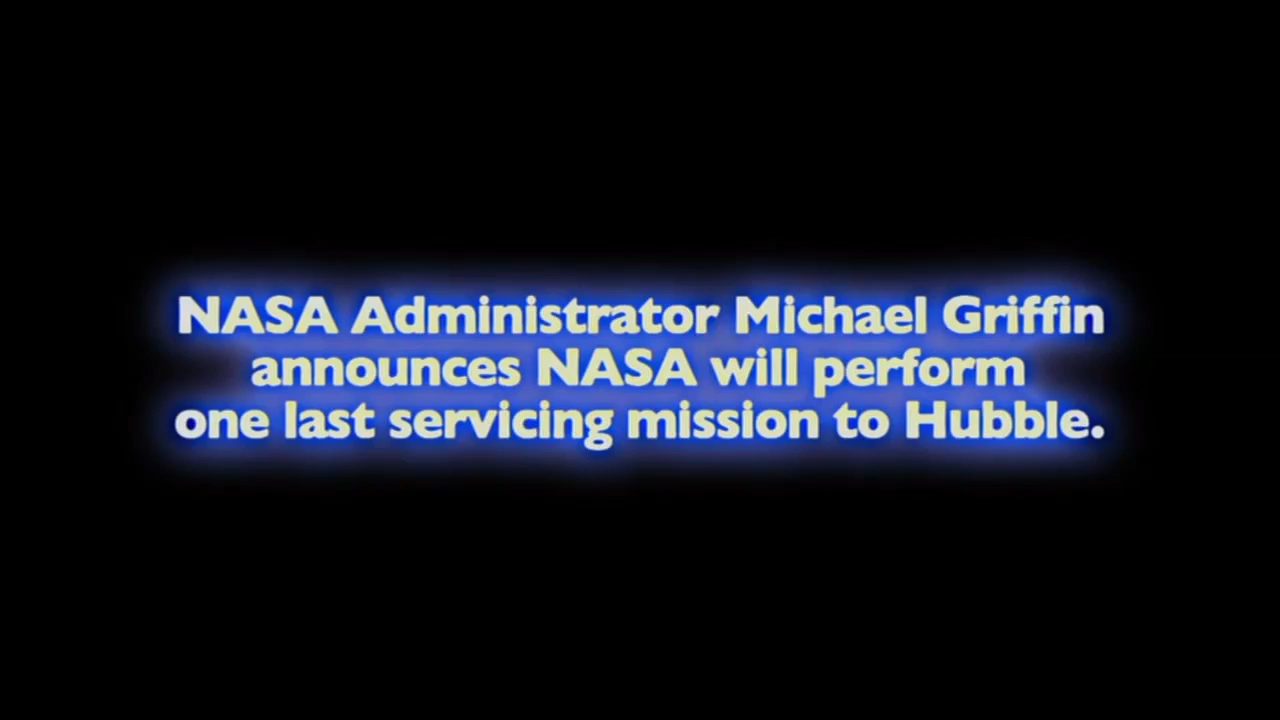 NASA Administrator Michael Griffin
announces NASA will perform
one last servicing mission to Hubble.